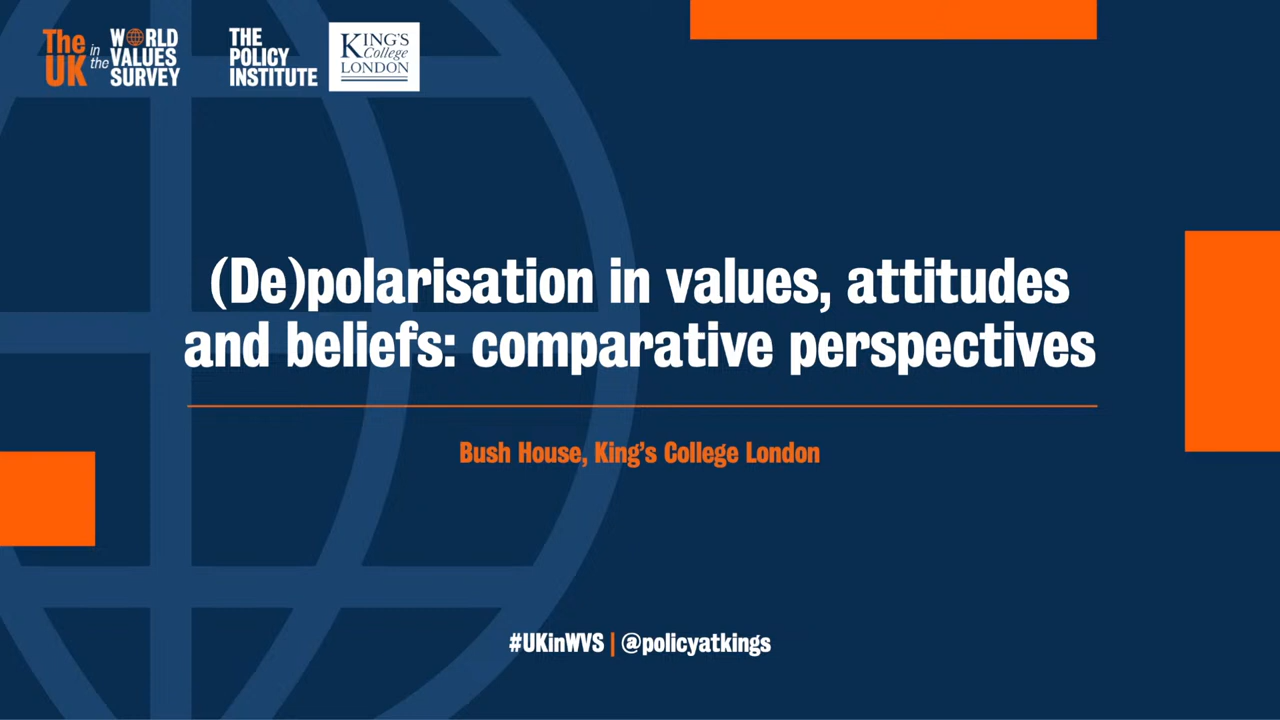 The UK in the WORLD VALUES SURVEY
THE POLICY INSTITUTE
KING'S College LONDON
(De)polarisation in values, attitudes
and beliefs: comparative perspectives
Bush House, King's College London
#UKinWVS | @policyatkings